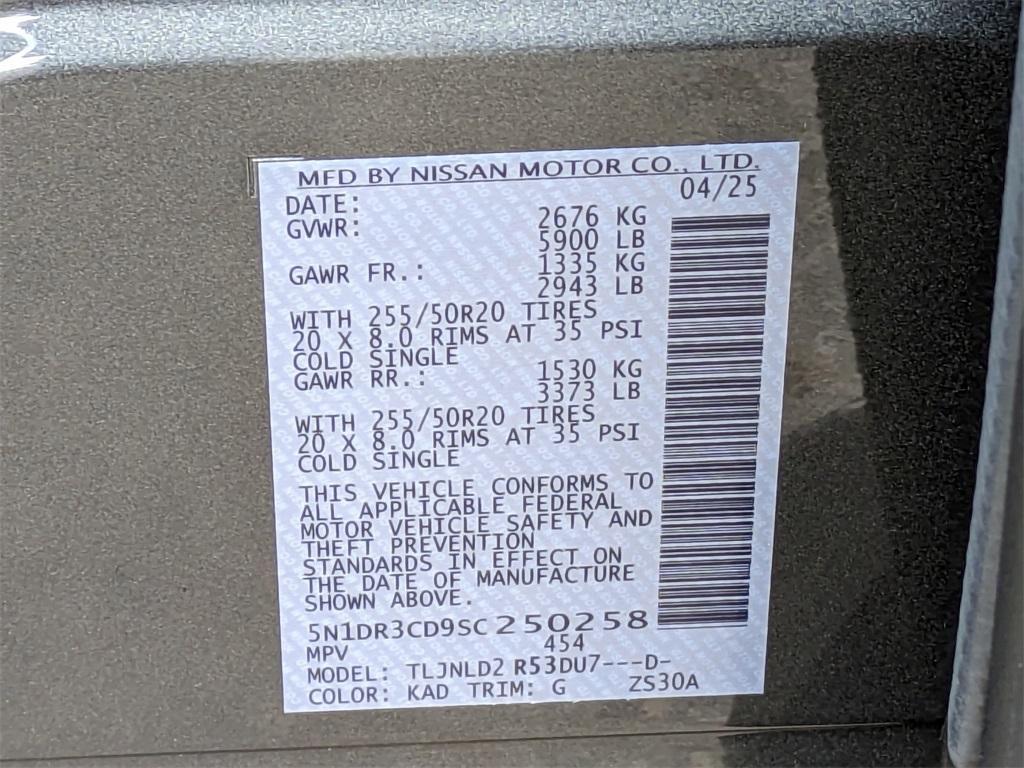 MFD BY NISSAN MOTOR CO., LTD.
DATE: 04/25
GVWR: 2676 KG
5900 LB
GAWR FR.: 1335 KG
2943 LB
WITH 255/50R20 TIRES
20 X 8.0 RIMS AT 35 PSI
COLD SINGLE
GAWR RR.: 1530 KG
3373 LB
WITH 255/50R20 TIRES
20 X 8.0 RIMS AT 35 PSI
COLD SINGLE
THIS VEHICLE CONFORMS TO
ALL APPLICABLE FEDERAL
MOTOR VEHICLE SAFETY AND
THEFT PREVENTION
STANDARDS IN EFFECT ON
THE DATE OF MANUFACTURE
SHOWN ABOVE.
5N1DR3CD9SC250258
MPV 454
MODEL: TLJNLD2 R53DU7---D-
COLOR: KAD TRIM: G ZS30A